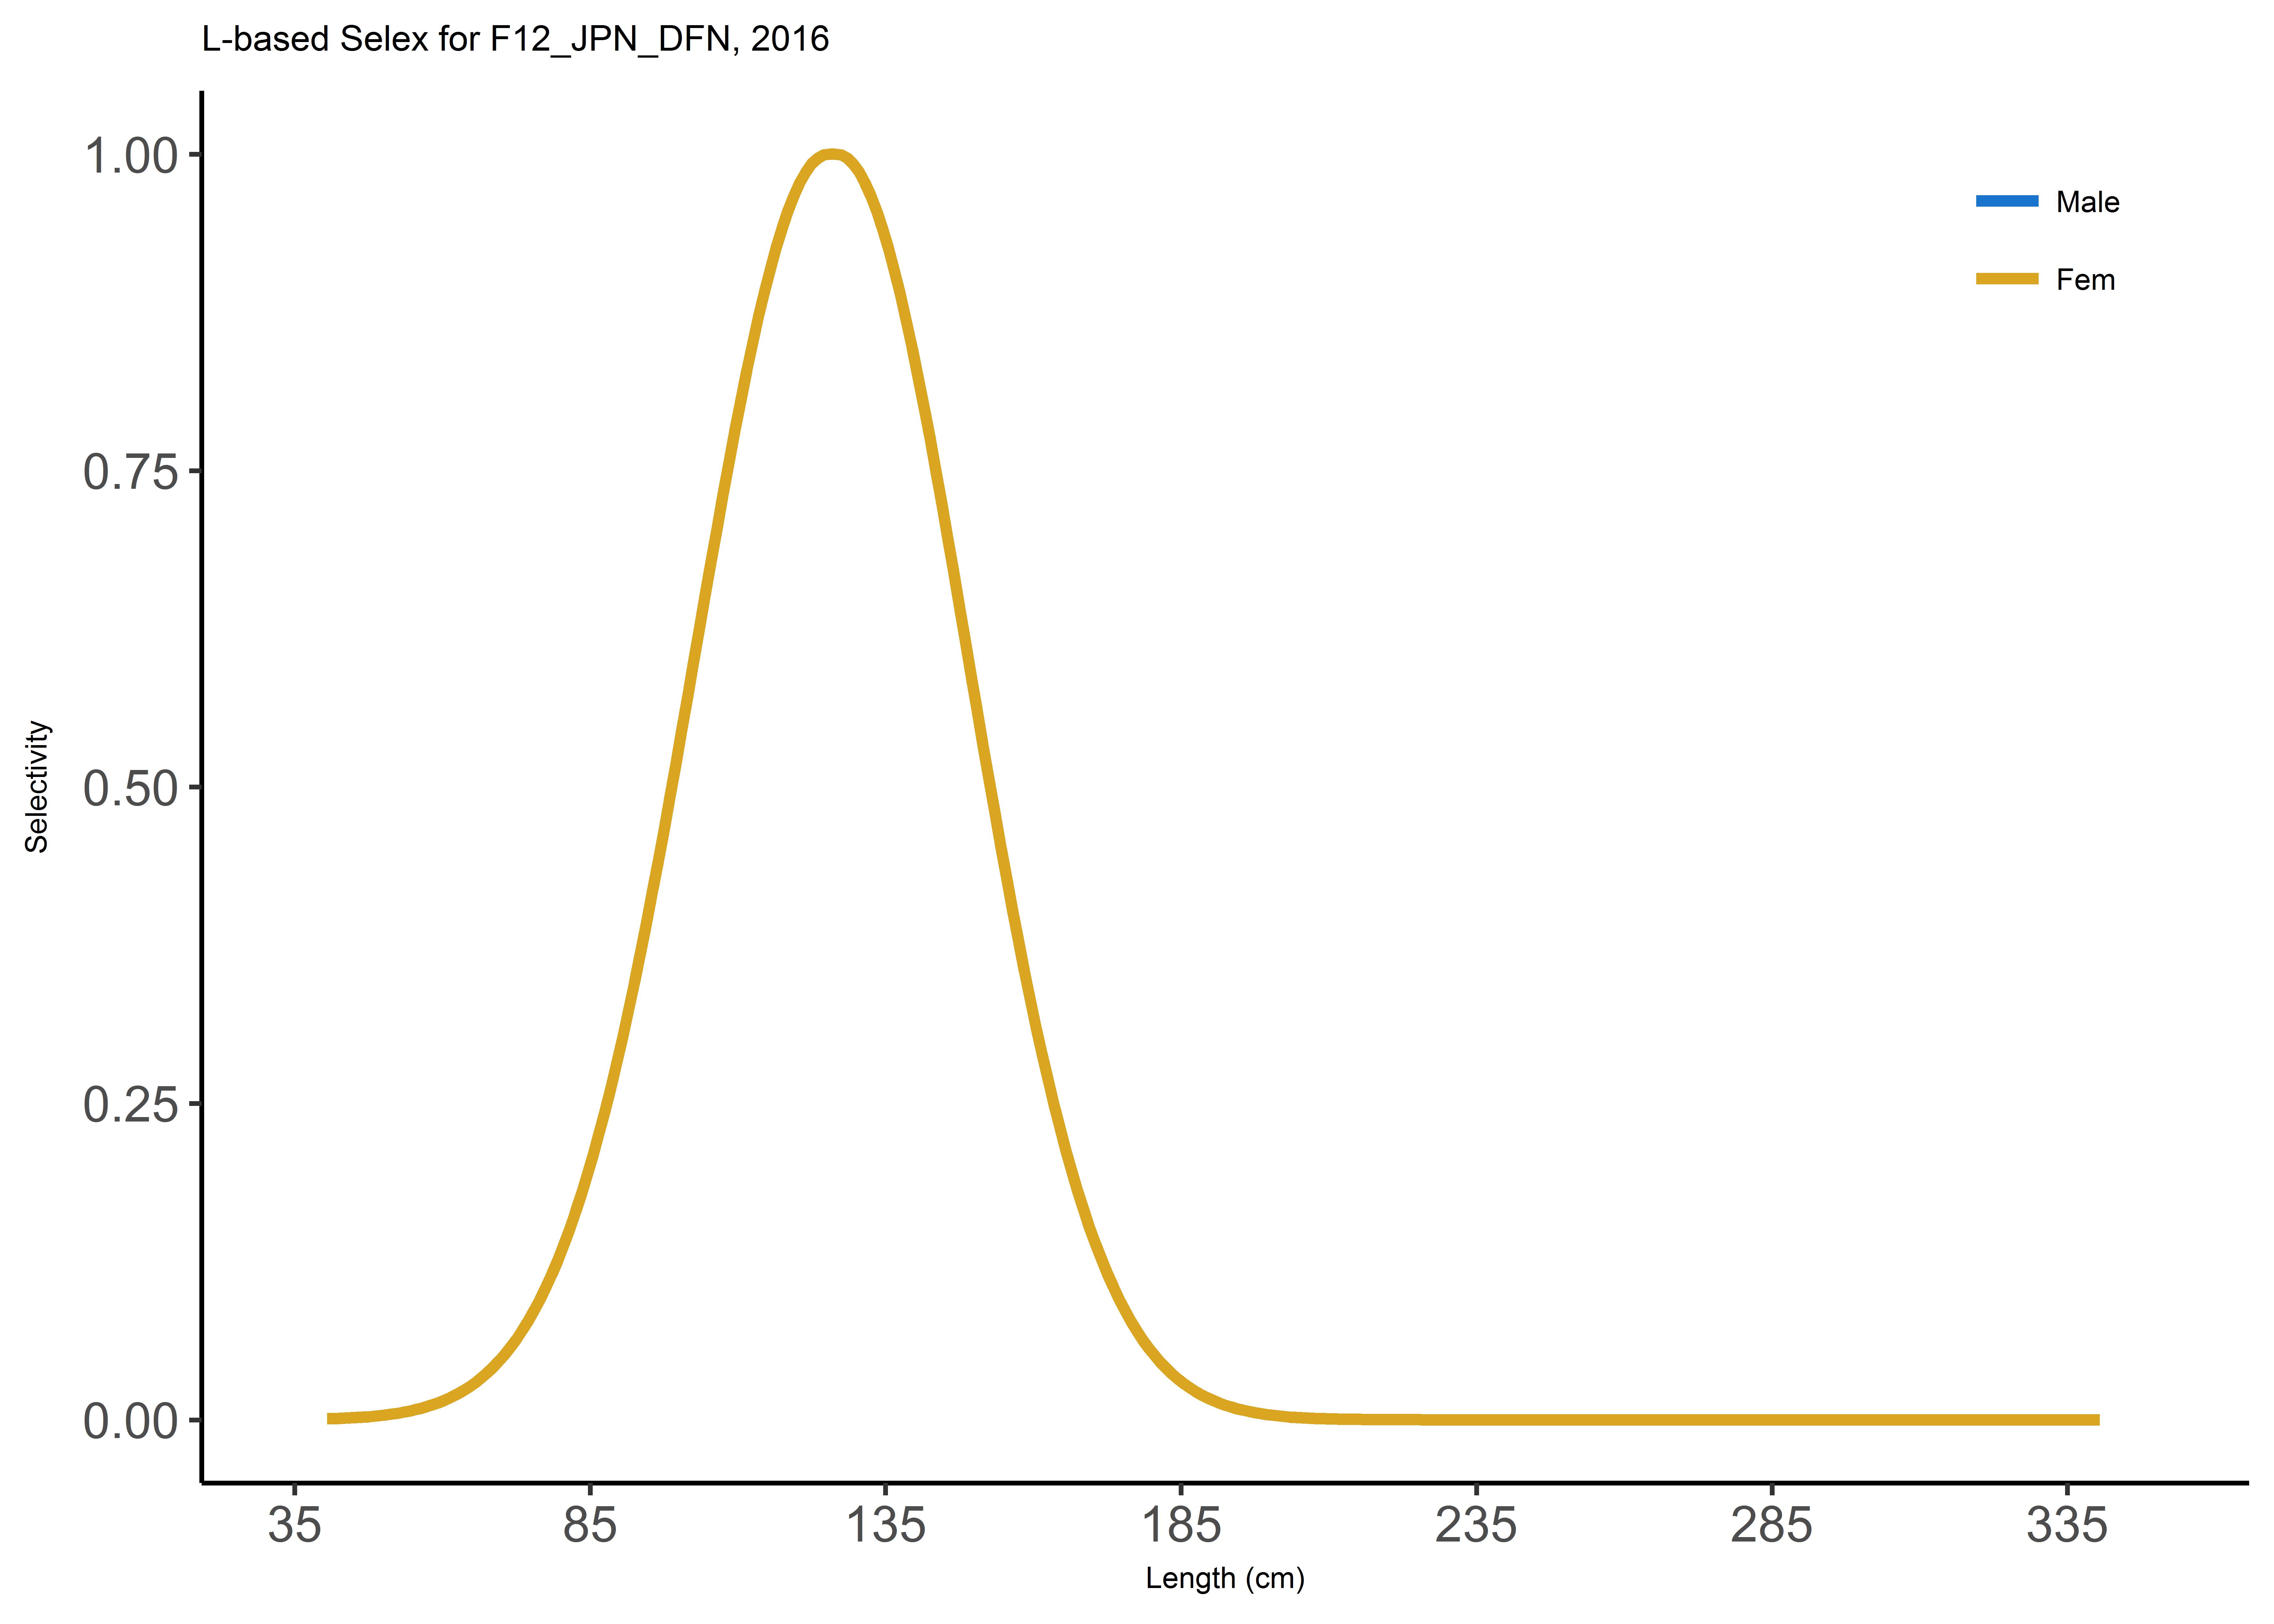 L-based Selex for F12_JPN_DFN, 2016
1.00
0.75
0.50
0.25
0.00
Selectivity
Male
Fem
35 85 135 185 235 285 335
Length (cm)